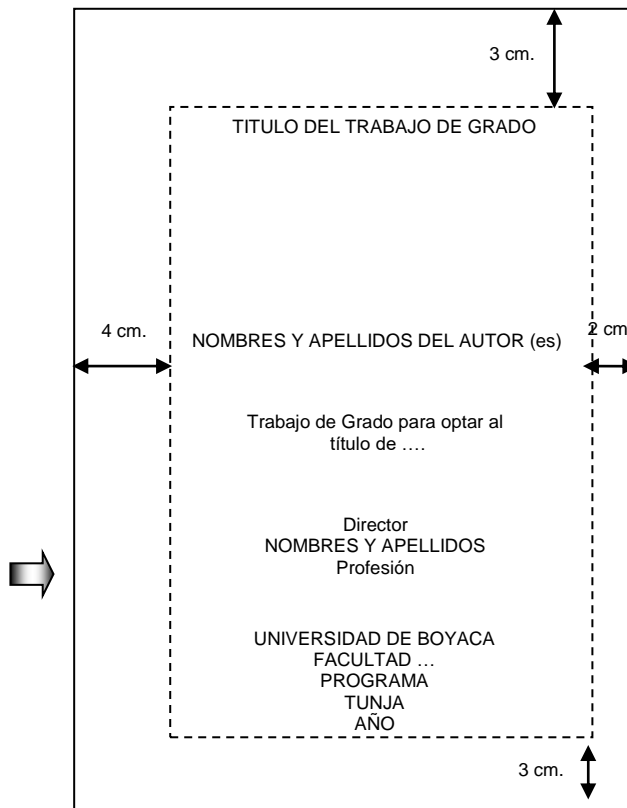 3 cm.
TITULO DEL TRABAJO DE GRADO
4 cm.
NOMBRES Y APELLIDOS DEL AUTOR (es)
2 cm
Trabajo de Grado para optar al
título de ….
Director
NOMBRES Y APELLIDOS
Profesión
UNIVERSIDAD DE BOYACA
FACULTAD …
PROGRAMA
TUNJA
AÑO
3 cm.